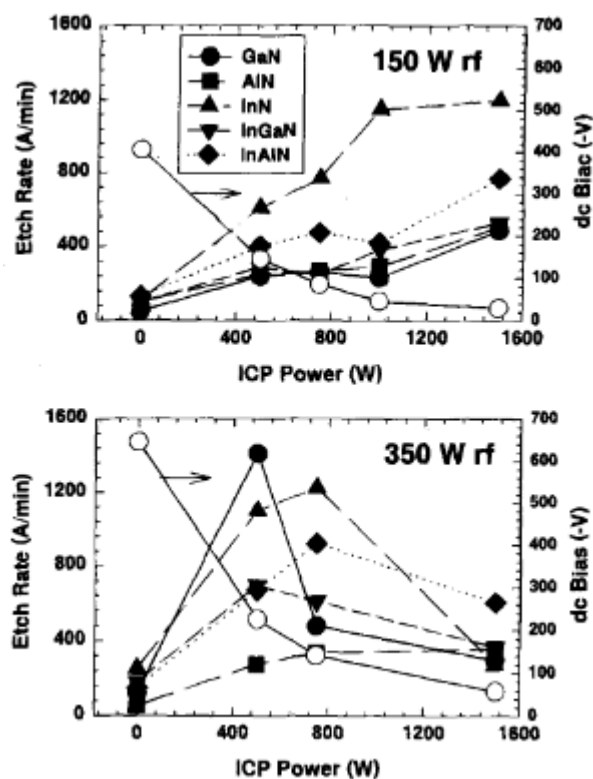 1600
1200
800
400
0
Etch Rate (A/min)
GaN
AlN
InN
InGaN
InAlN
150 W rf
700
600
500
400
300
200
100
0
dc Biac (-V)
0 400 800 1200 1600
ICP Power (W)
1600
1200
800
400
0
Etch Rate (A/min)
350 W rf
700
600
500
400
300
200
100
0
dc Bias (-V)
0 400 800 1200 1600
ICP Power (W)